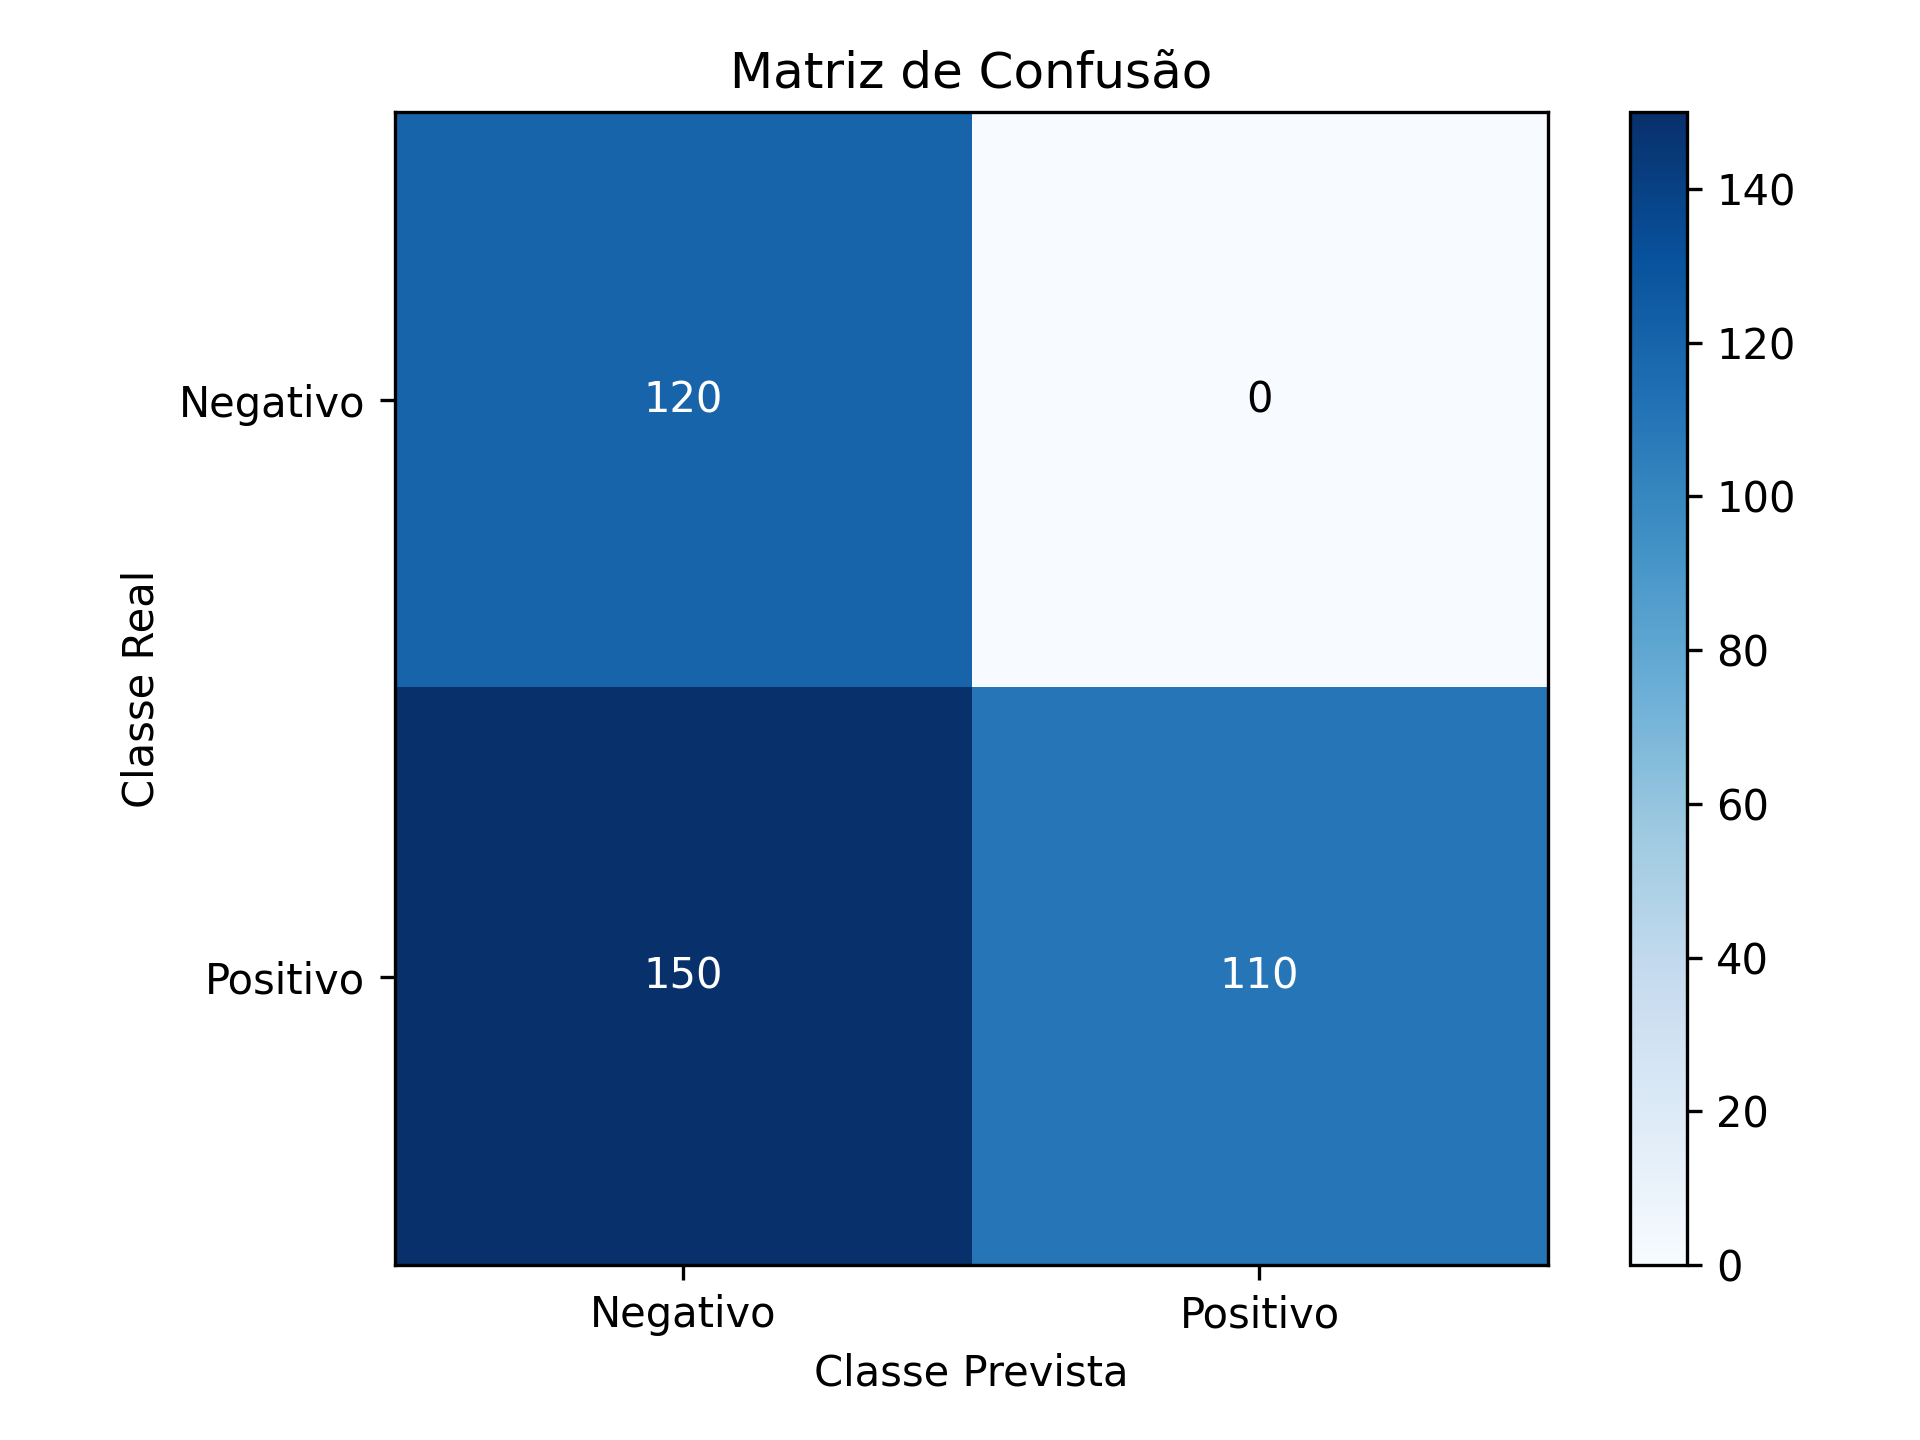 Matriz de Confusão
Classe Real
Negativo
Positivo
120
0
150
110
Negativo
Positivo
Classe Prevista
140
120
100
80
60
40
20
0